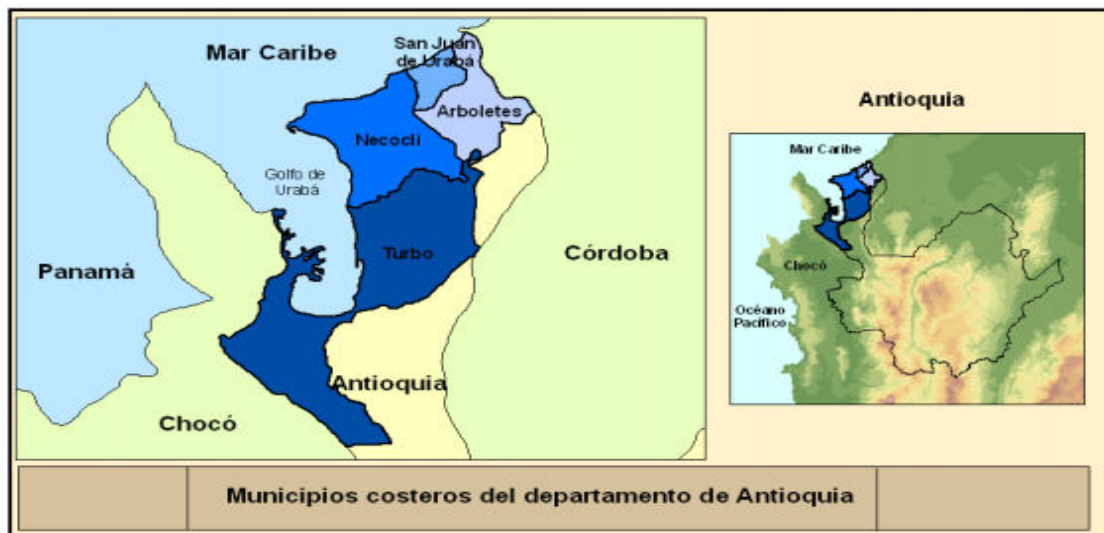 Mar Caribe
San Juan
de Urabá
Arboletes
Necoclí
Golfo de
Urabá
Turbo
Panamá
Córdoba
Antioquia
Chocó
Antioquia
Mar Caribe
Chocó
Océano
Pacífico
Municipios costeros del departamento de Antioquia